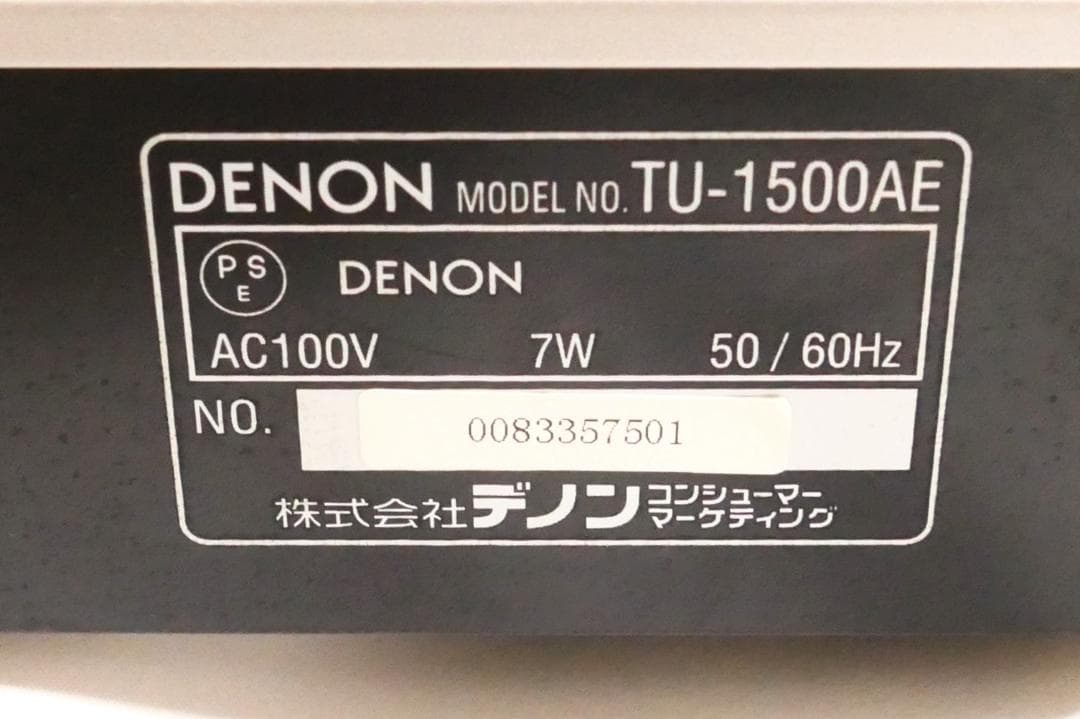 DENON MODEL NO. TU-1500AE
PSE DENON
AC100V 7W 50/60Hz
NO. 0083357501
株式会社デノン コンシューマー
マーケティング